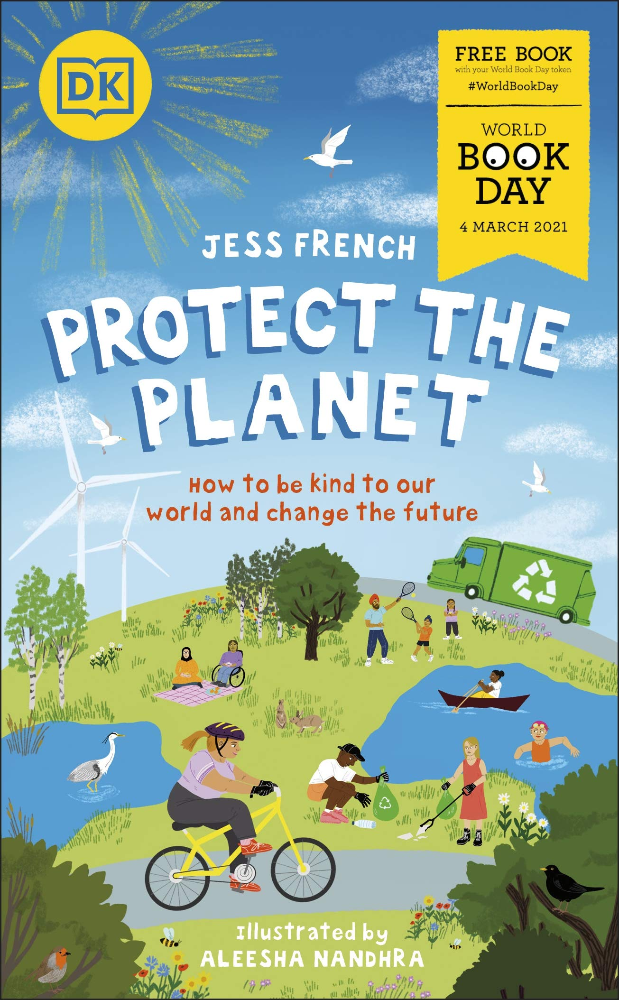 DK
FREE BOOK
with your World Book Day token
#WorldBookDay
WORLD
BOOK
DAY
4 MARCH 2021
JESS FRENCH
PROTECT THE
PLANET
How to be kind to our
world and change the future
Illustrated by
ALEESHA NANDHRA